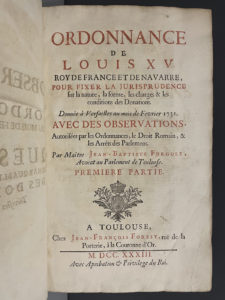 ORDONNANCE
DE
LOUIS XV
ROY DE FRANCE ET DE NAVARRE,
POUR FIXER LA JURISPRUDENCE
sur la nature, la forme, les charges & les
conditions des Donations.
Donnée à Versailles au mois de Fevrier 1731.
AVEC DES OBSERVATIONS,
Autorisées par les Ordonnances, le Droit Romain, &
les Arrêts des Parlemens.
Par Maître JEAN-BAPTISTE FURGOLE,
Avocat au Parlement de Toulouse.
PREMIERE PARTIE.
A TOULOUSE,
Chez JEAN-FRANÇOIS FOREST, ruë de la
Porterie, à la Couronne d'Or.
M. DCC. XXXIII.
Avec Approbation & Privilege du Roi.